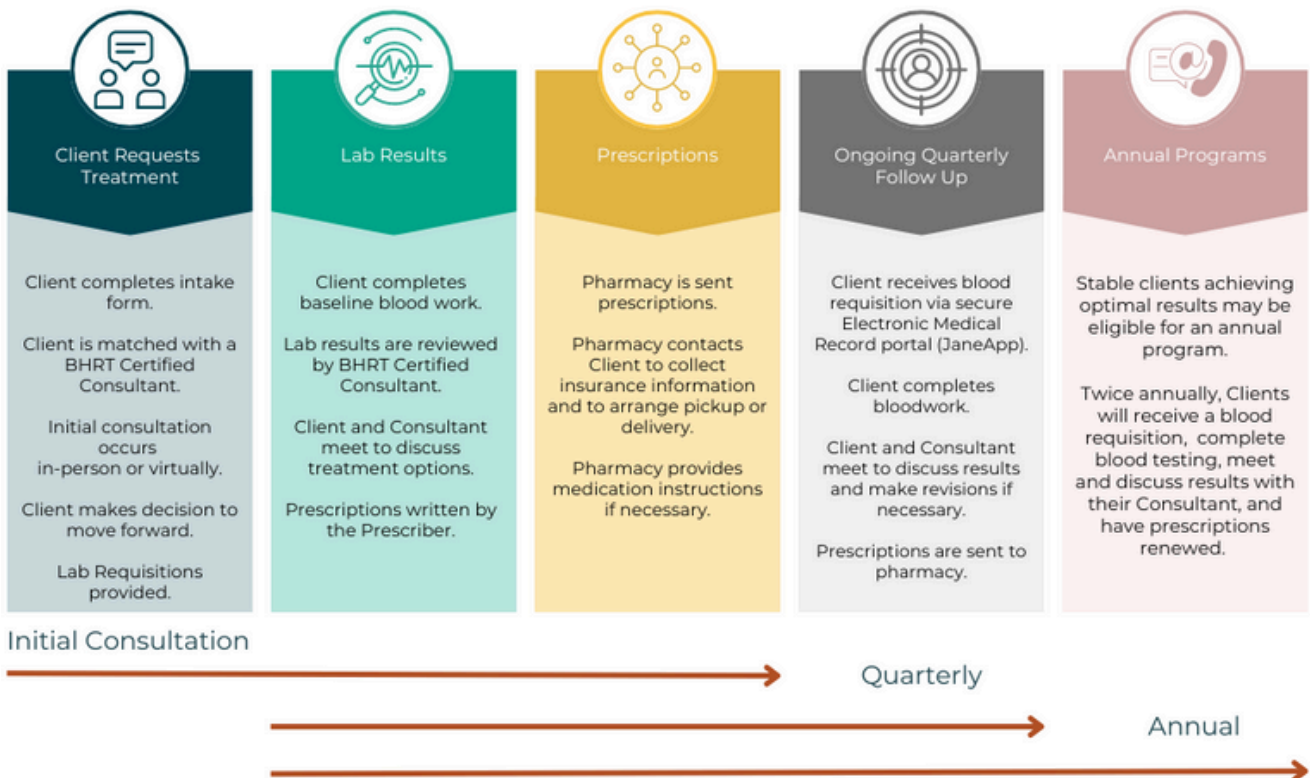 Client Requests
Treatment
Client completes intake
form.
Client is matched with a
BHRT Certified
Consultant.
Initial consultation
occurs
in-person or virtually.
Client makes decision to
move forward.
Lab Requisitions
provided.
Lab Results
Client completes
baseline blood work.
Lab results are reviewed
by BHRT Certified
Consultant.
Client and Consultant
meet to discuss
treatment options.
Prescriptions written by
the Prescriber.
Prescriptions
Pharmacy is sent
prescriptions.
Pharmacy contacts
Client to collect
insurance information
and to arrange pickup or
delivery.
Pharmacy provides
medication instructions
if necessary.
Ongoing Quarterly
Follow Up
Client receives blood
requisition via secure
Electronic Medical
Record portal (JaneApp).
Client completes
bloodwork.
Client and Consultant
meet to discuss results
and make revisions if
necessary.
Prescriptions are sent to
pharmacy.
Annual Programs
Stable clients achieving
optimal results may be
eligible for an annual
program.
Twice annually, Clients
will receive a blood
requisition, complete
blood testing, meet
and discuss results with
their Consultant, and
have prescriptions
renewed.
Initial Consultation
Quarterly
Annual